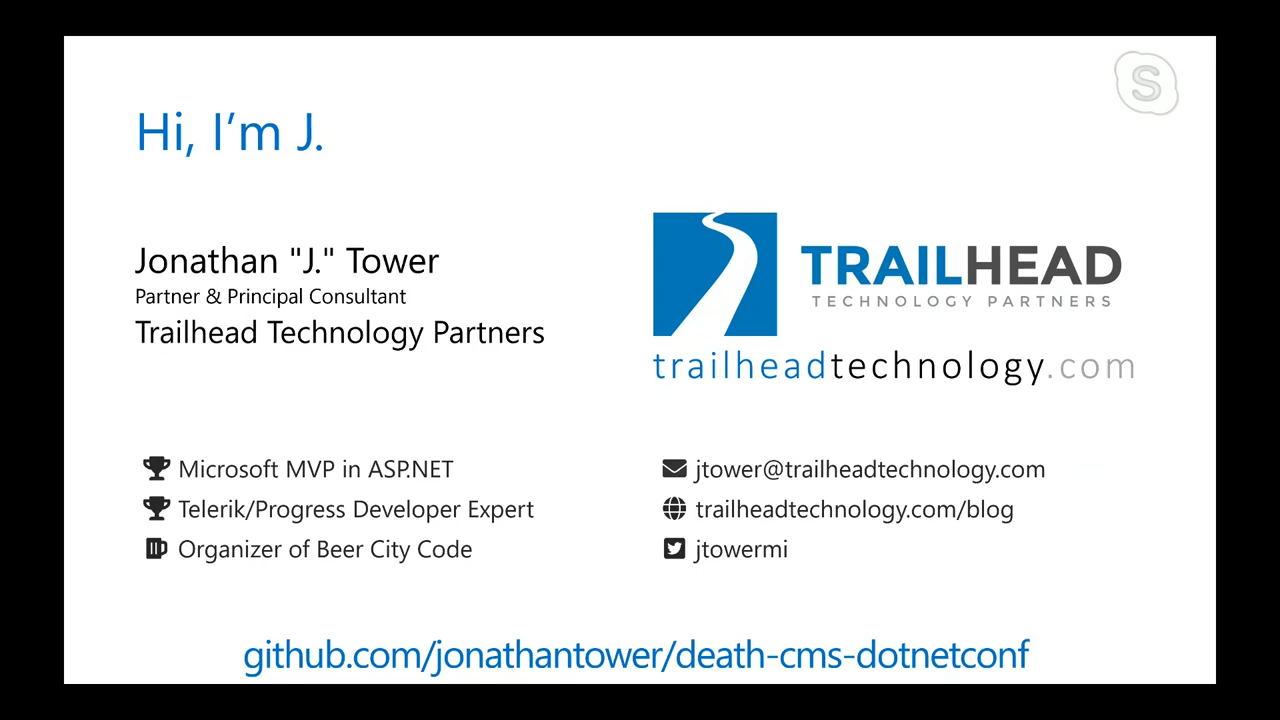 Hi, I’m J.
Jonathan "J." Tower
Partner & Principal Consultant
Trailhead Technology Partners
TRAILHEAD
TECHNOLOGY PARTNERS
trailheadtechnology.com
Microsoft MVP in ASP.NET
Telerik/Progress Developer Expert
Organizer of Beer City Code
jtower@trailheadtechnology.com
trailheadtechnology.com/blog
jtowermi
github.com/jonathantower/death-cms-dotnetconf
S